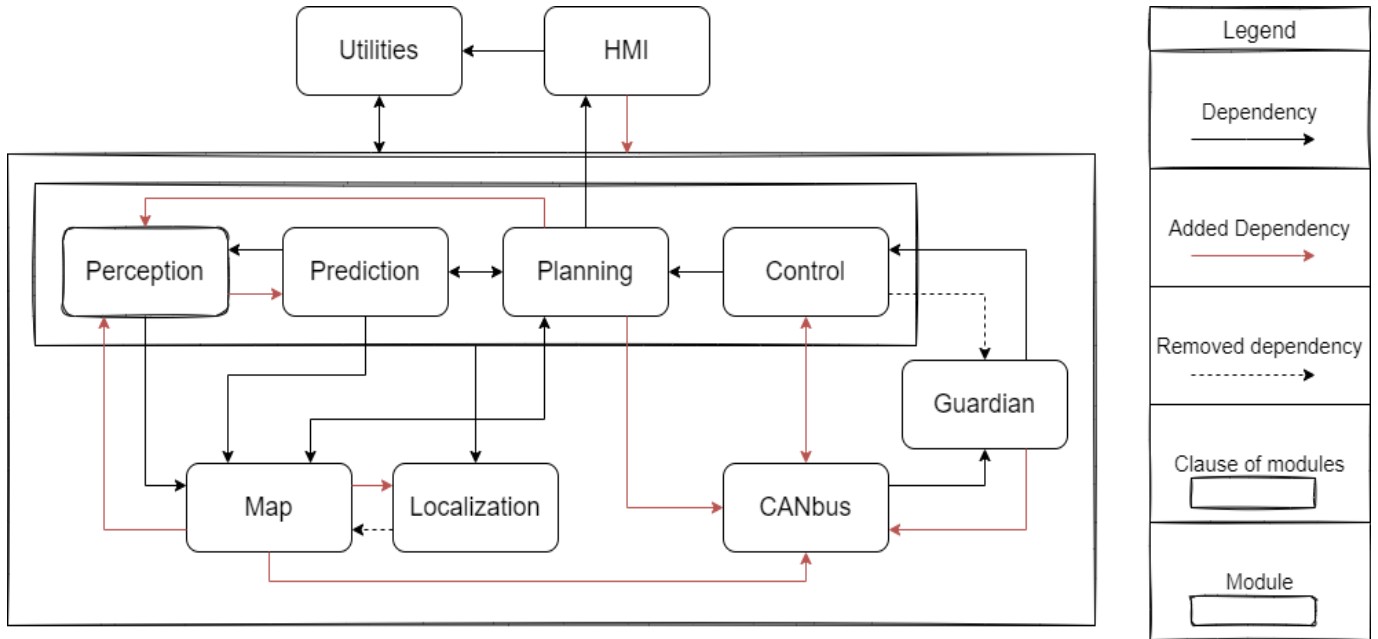 Utilities
HMI
Perception
Prediction
Planning
Control
Guardian
Map
Localization
CANbus
Legend
Dependency
Added Dependency
Removed dependency
Clause of modules
Module